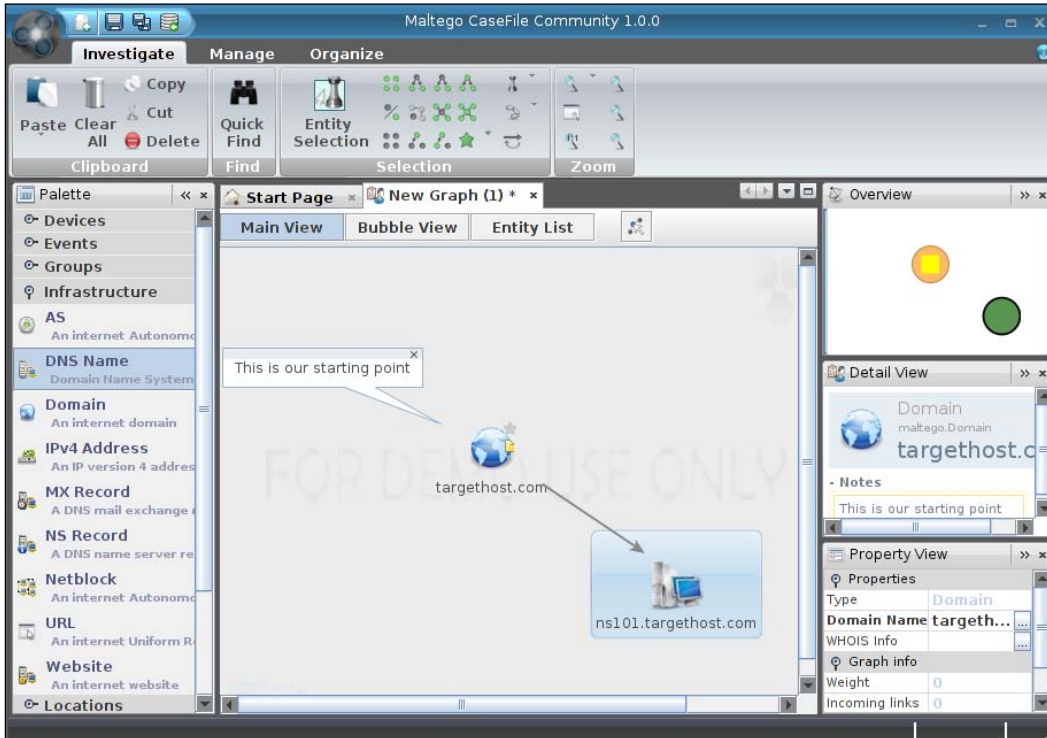 Maltego CaseFile Community 1.0.0
Investigate Manage Organize
Paste
Clear All
Copy
Cut
Delete
Clipboard
Quick Find
Find
Entity Selection
Selection
Zoom
Palette
Devices
Events
Groups
Infrastructure
AS
An internet Autonomo
DNS Name
Domain Name System
Domain
An internet domain
IPv4 Address
An IP version 4 addres
MX Record
A DNS mail exchange
NS Record
A DNS name server re
Netblock
An internet Autonomo
URL
An internet Uniform R
Website
An internet website
Locations
Start Page
New Graph (1) *
Main View Bubble View Entity List
This is our starting point
FOR DEMO USE ONLY
targethost.com
ns101.targethost.com
Overview
Detail View
Domain
maltego.Domain
targethost.c
- Notes
This is our starting point
Property View
Properties
Type Domain
Domain Name targeth...
WHOIS Info
Graph info
Weight 0
Incoming links 0